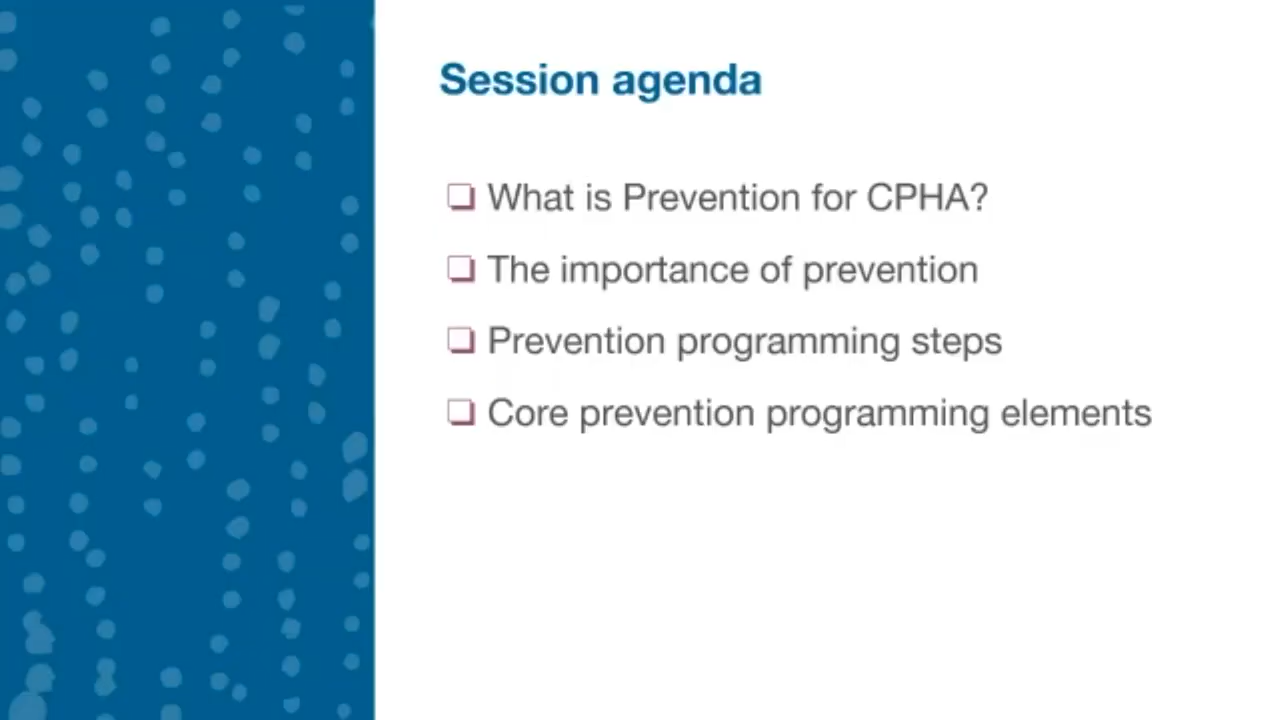 Session agenda
❏ What is Prevention for CPHA?
❏ The importance of prevention
❏ Prevention programming steps
❏ Core prevention programming elements